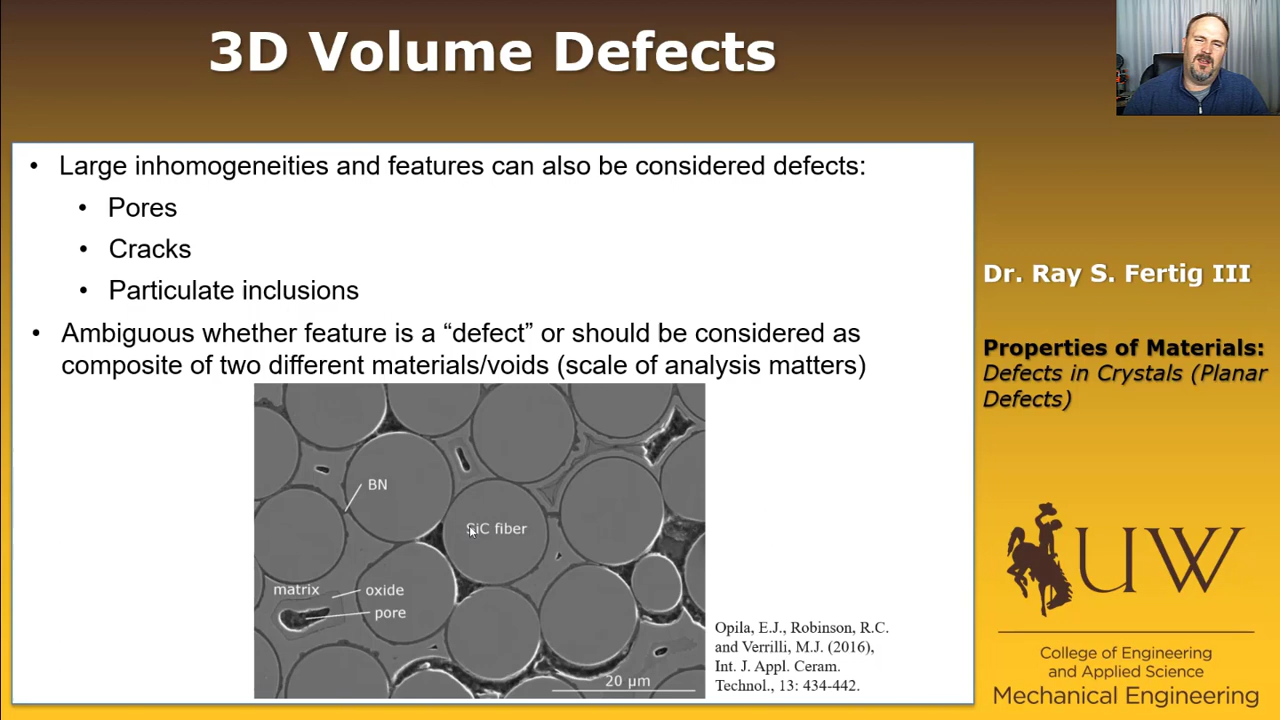 3D Volume Defects
• Large inhomogeneities and features can also be considered defects:
• Pores
• Cracks
• Particulate inclusions
• Ambiguous whether feature is a “defect” or should be considered as
composite of two different materials/voids (scale of analysis matters)
BN
SiC fiber
matrix
oxide
pore
20 μm
Opila, E.J., Robinson, R.C.
and Verrilli, M.J. (2016),
Int. J. Appl. Ceram.
Technol., 13: 434-442.
Dr. Ray S. Fertig III
Properties of Materials:
Defects in Crystals (Planar
Defects)
UW
College of Engineering
and Applied Science
Mechanical Engineering